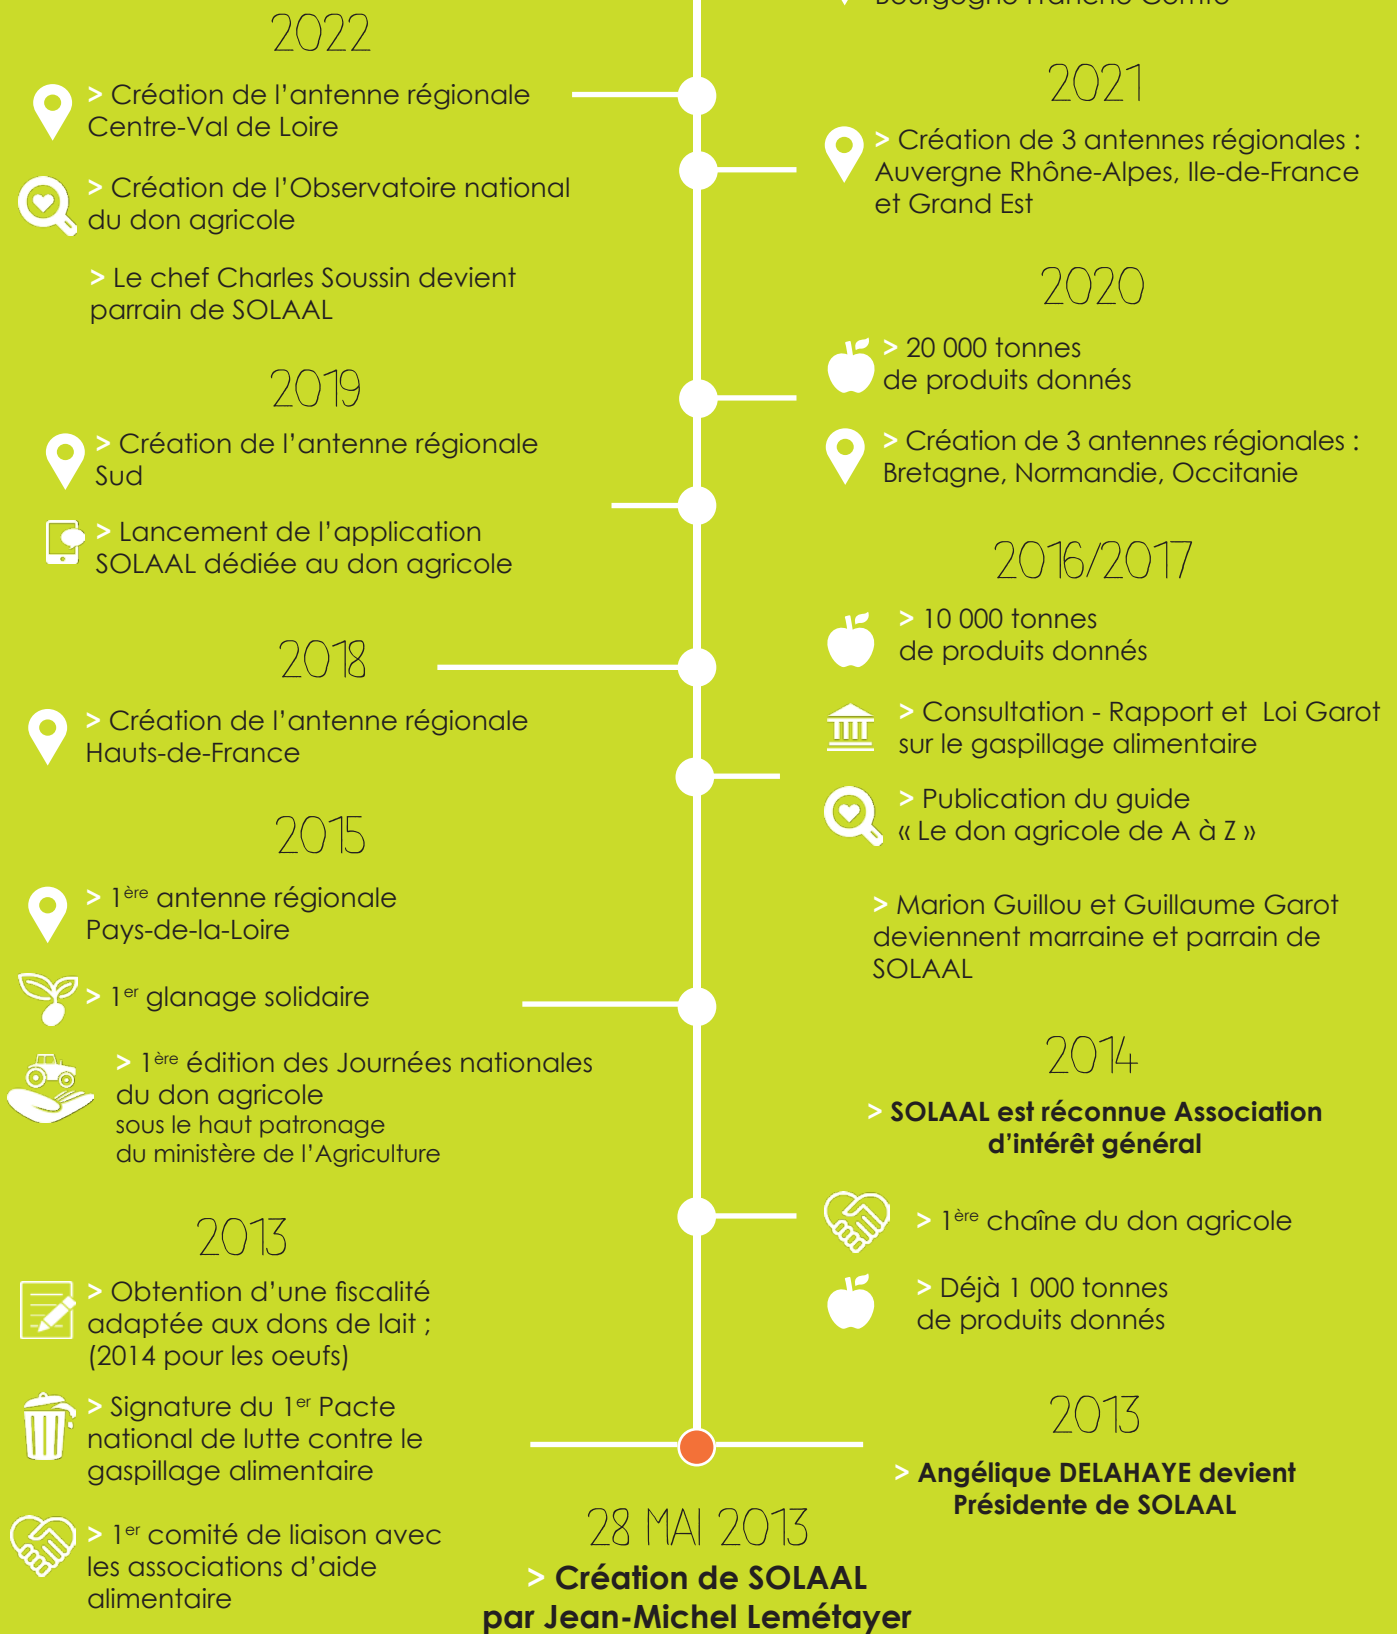 2022
> Création de l'antenne régionale
Centre-Val de Loire
> Création de l'Observatoire national
du don agricole
> Le chef Charles Soussin devient
parrain de SOLAAL
2021
> Création de 3 antennes régionales :
Auvergne Rhône-Alpes, Ile-de-France
et Grand Est
2020
> 20 000 tonnes
de produits donnés
> Création de 3 antennes régionales :
Bretagne, Normandie, Occitanie
2019
> Création de l'antenne régionale
Sud
> Lancement de l'application
SOLAAL dédiée au don agricole
2018
> Création de l'antenne régionale
Hauts-de-France
2016/2017
> 10 000 tonnes
de produits donnés
> Consultation - Rapport et Loi Garot
sur le gaspillage alimentaire
> Publication du guide
« Le don agricole de A à Z »
> Marion Guillou et Guillaume Garot
deviennent marraine et parrain de
SOLAAL
2015
> 1ère antenne régionale
Pays-de-la-Loire
> 1er glanage solidaire
> 1ère édition des Journées nationales
du don agricole
sous le haut patronage
du ministère de l'Agriculture
2014
> SOLAAL est réconnue Association
d'intérêt général
> 1ère chaîne du don agricole
> Déjà 1 000 tonnes
de produits donnés
2013
> Obtention d'une fiscalité
adaptée aux dons de lait ;
(2014 pour les oeufs)
> Signature du 1er Pacte
national de lutte contre le
gaspillage alimentaire
> 1er comité de liaison avec
les associations d'aide
alimentaire
2013
> Angélique DELAHAYE devient
Présidente de SOLAAL
28 MAI 2013
> Création de SOLAAL
par Jean-Michel Lemétayer